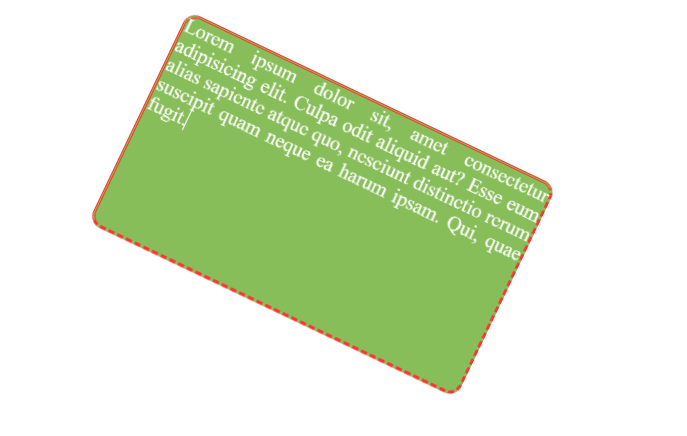 Lorem ipsum dolor sit, amet consectetur
adipisicing elit. Culpa odit aliquid aut? Esse eum
alias sapiente atque quo, nesciunt distinctio rerum
suscipit quam neque ea harum ipsam. Qui, quae
fugit.